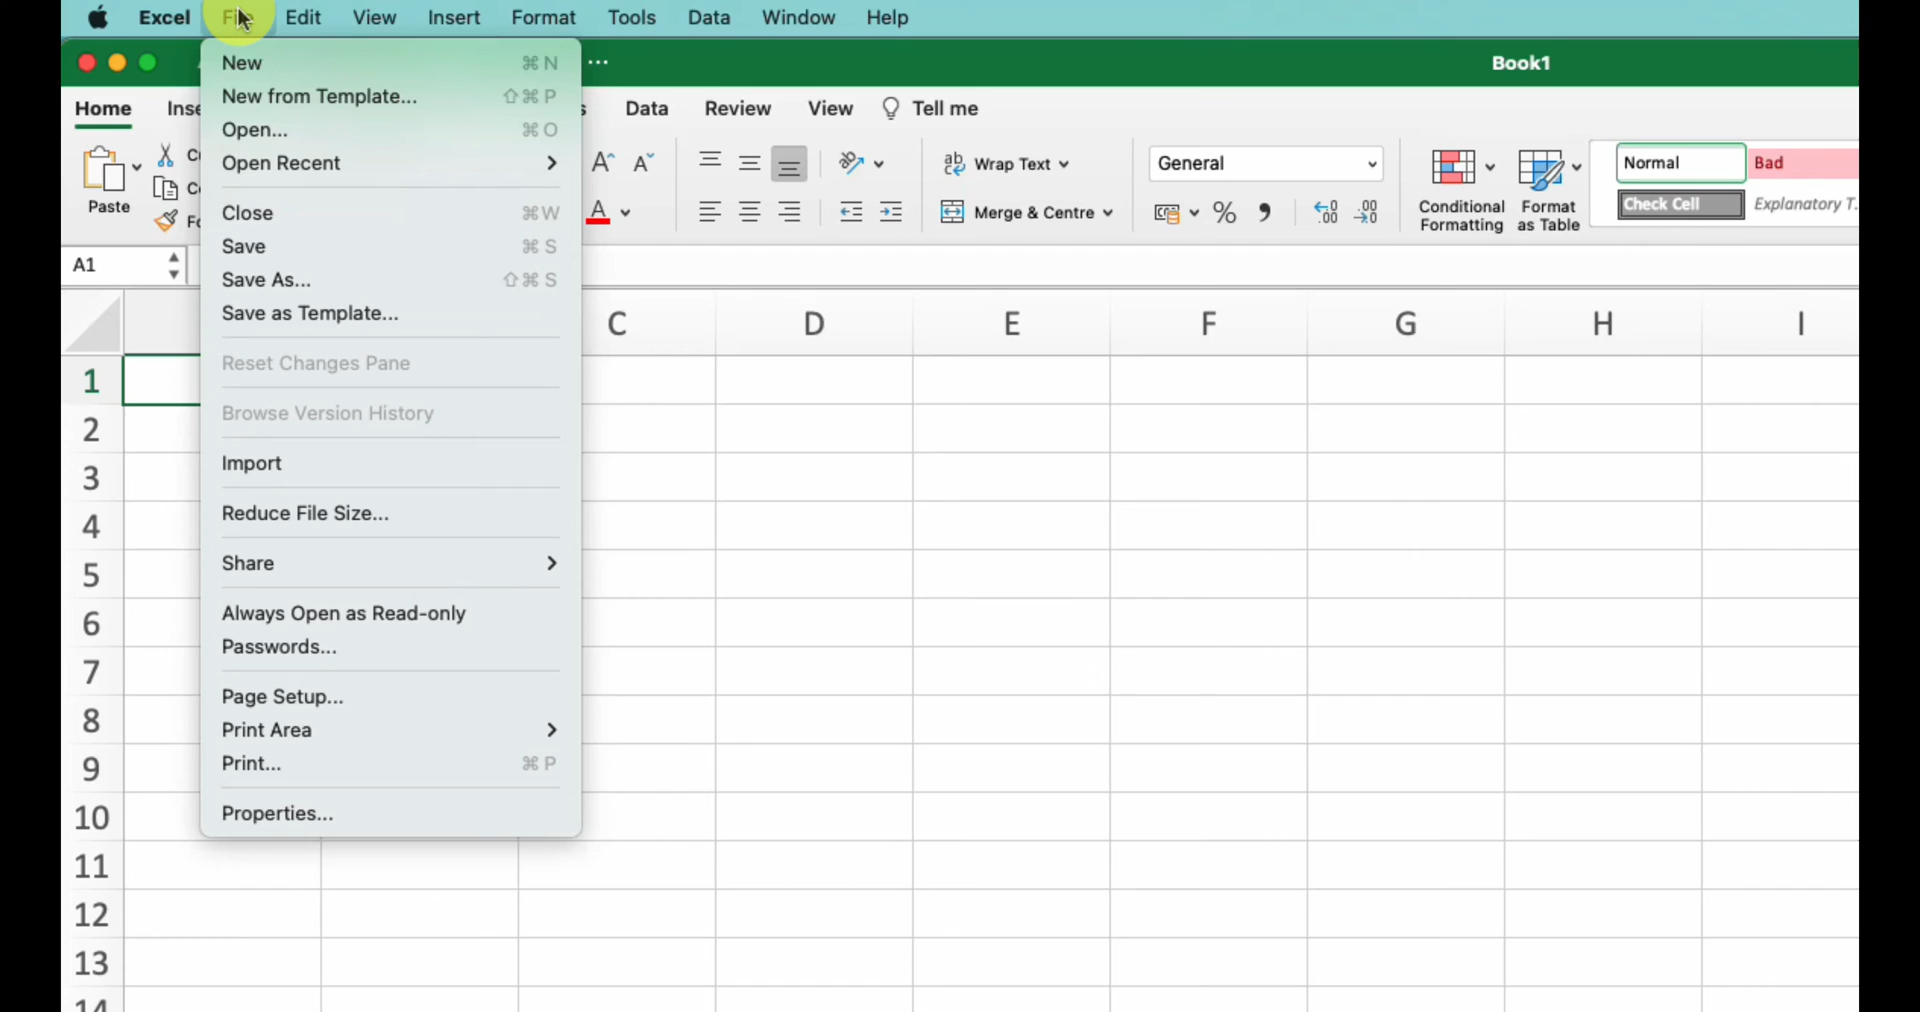 Excel File Edit View Insert Format Tools Data Window Help
Book1
New ⌘ N
New from Template... ⇧⌘ P
Open... ⌘ O
Open Recent
Close ⌘W
Save ⌘ S
Save As... ⇧⌘ S
Save as Template...
Reset Changes Pane
Browse Version History
Import
Reduce File Size...
Share
Always Open as Read-only
Passwords...
Page Setup...
Print Area
Print... ⌘ P
Properties...
Home Inse Data Review View Tell me
Paste
Wrap Text
Merge & Centre
General
Conditional
Formatting
Format
as Table
Normal Bad
Check Cell Explanatory T...
A1
C D E F G H I
1
2
3
4
5
6
7
8
9
10
11
12
13
14